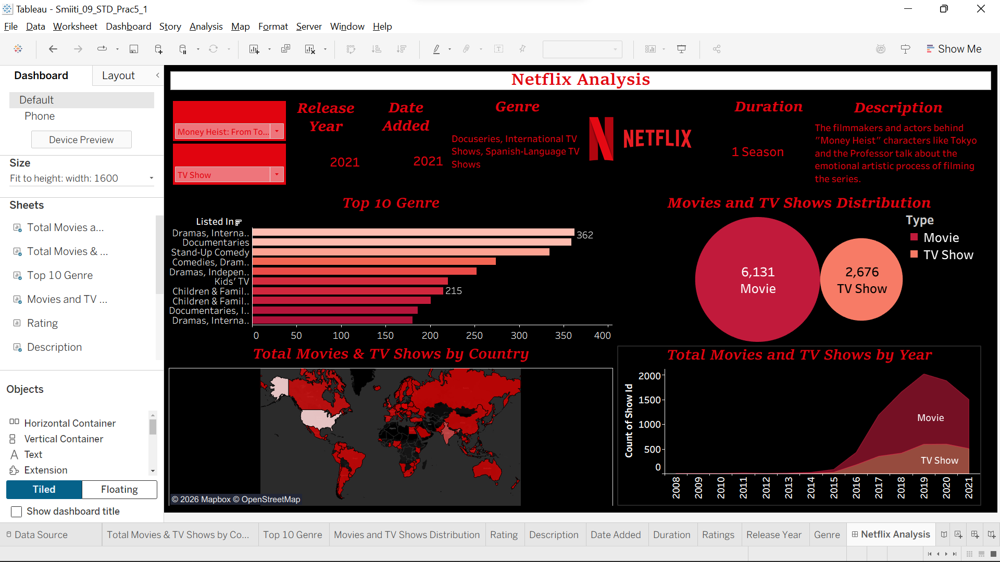 Tableau - Smiiti_09_STD_Prac5_1
File Data Worksheet Dashboard Story Analysis Map Format Server Window Help
Show Me
Dashboard
Layout
Default
Phone
Device Preview
Size
Fit to height: width: 1600
Sheets
Total Movies a...
Total Movies & ...
Top 10 Genre
Movies and TV ...
Rating
Description
Objects
Horizontal Container
Vertical Container
Text
Extension
Tiled
Floating
Show dashboard title
Netflix Analysis
Money Heist: From To...
TV Show
Release
Year
2021
Date
Added
2021
Genre
Docuseries, International TV
Shows, Spanish-Language TV
Shows
NETFLIX
Duration
1 Season
Description
The filmmakers and actors behind
"Money Heist" characters like Tokyo
and the Professor talk about the
emotional artistic process of filming
the series.
Top 10 Genre
Listed In
Dramas, Interna..
362
Documentaries
Stand-Up Comedy
Comedies, Dram..
Dramas, Indepen..
Kids' TV
Children & Famil..
215
Children & Famil..
Documentaries, I..
Dramas, Interna..
0 50 100 150 200 250 300 350 400
Movies and TV Shows Distribution
Type
Movie
TV Show
6,131
Movie
2,676
TV Show
Total Movies & TV Shows by Country
© 2026 Mapbox © OpenStreetMap
Total Movies and TV Shows by Year
Count of Show Id
2000
1500
1000
500
0
Movie
TV Show
2008 2009 2010 2011 2012 2013 2014 2015 2016 2017 2018 2019 2020 2021
Data Source
Total Movies & TV Shows by Co...
Top 10 Genre
Movies and TV Shows Distribution
Rating
Description
Date Added
Duration
Ratings
Release Year
Genre
Netflix Analysis